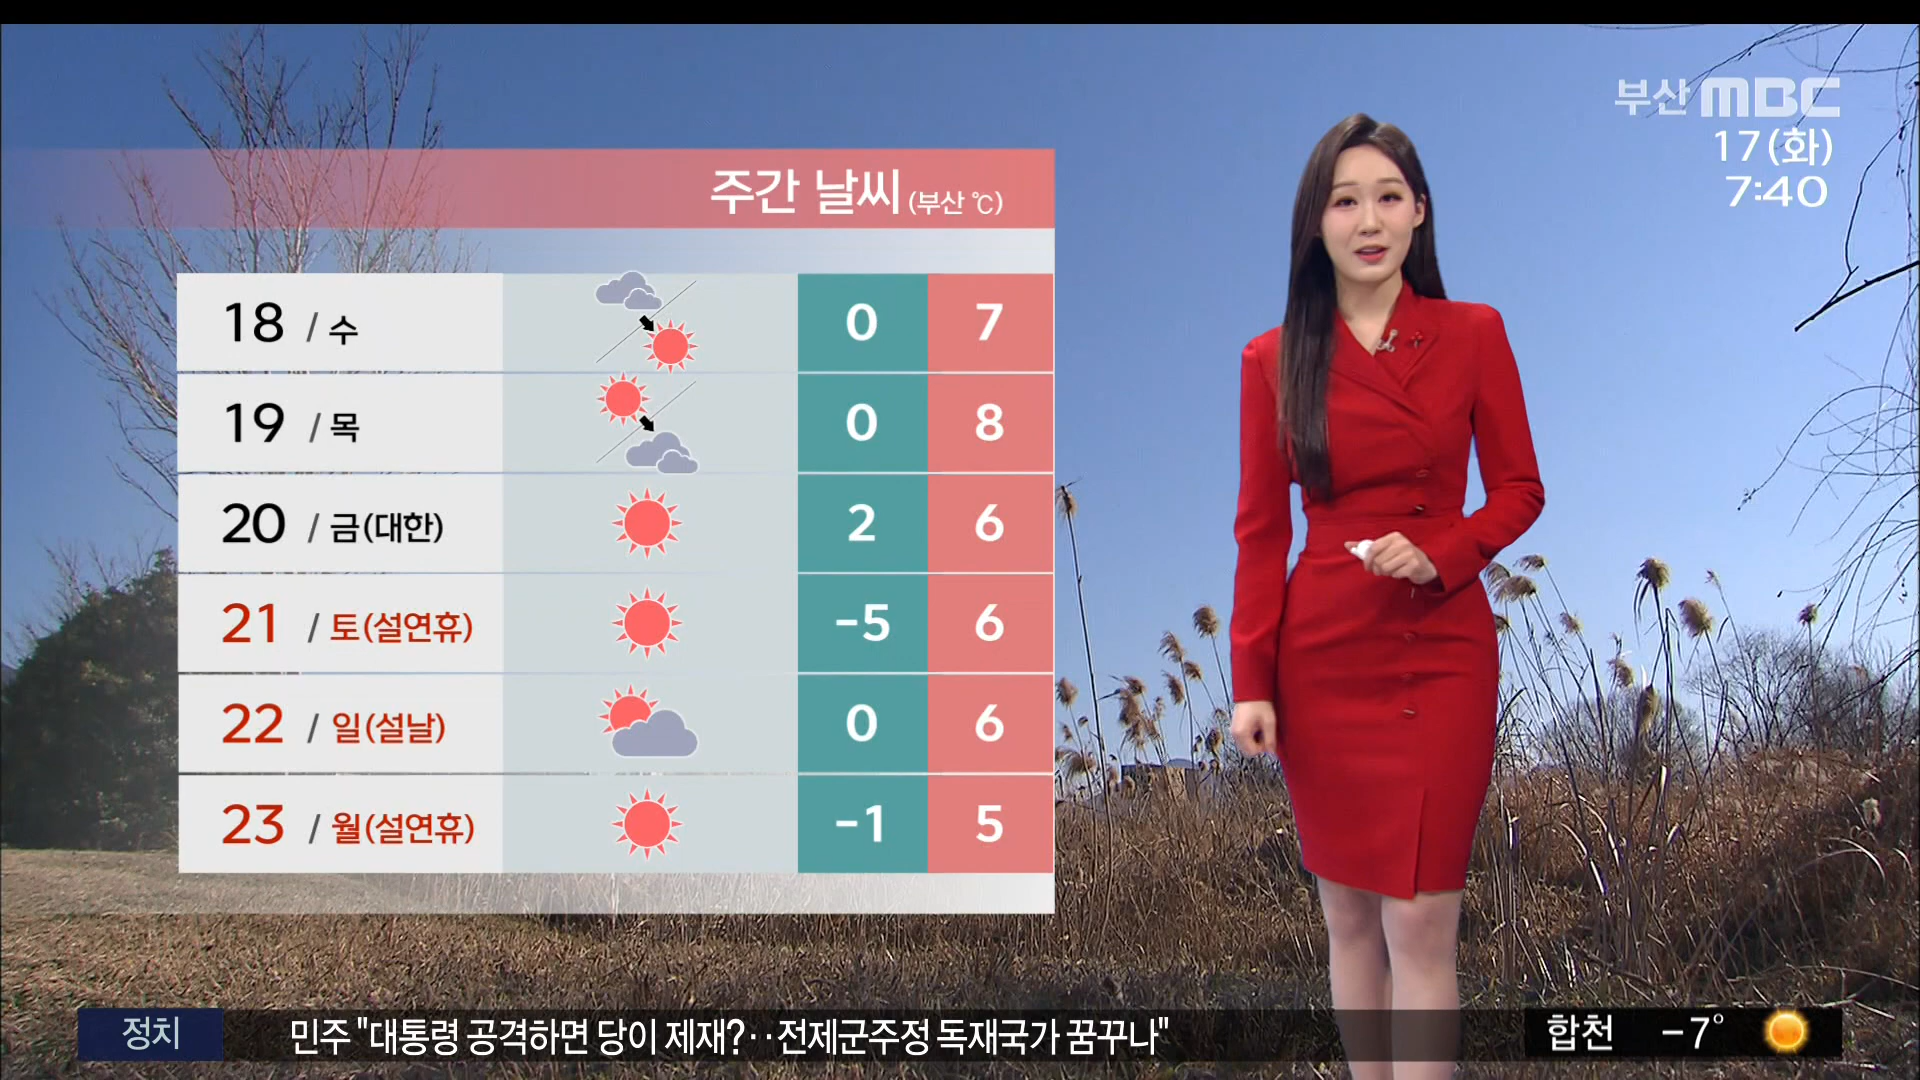 부산 MBC
17(화)
7:40
주간 날씨 (부산 ℃)
18 / 수 0 7
19 / 목 0 8
20 / 금(대한) 2 6
21 / 토(설연휴) -5 6
22 / 일(설날) 0 6
23 / 월(설연휴) -1 5
정치 민주 "대통령 공격하면 당이 제재?‥전제군주정 독재국가 꿈꾸나"
합천 -7°